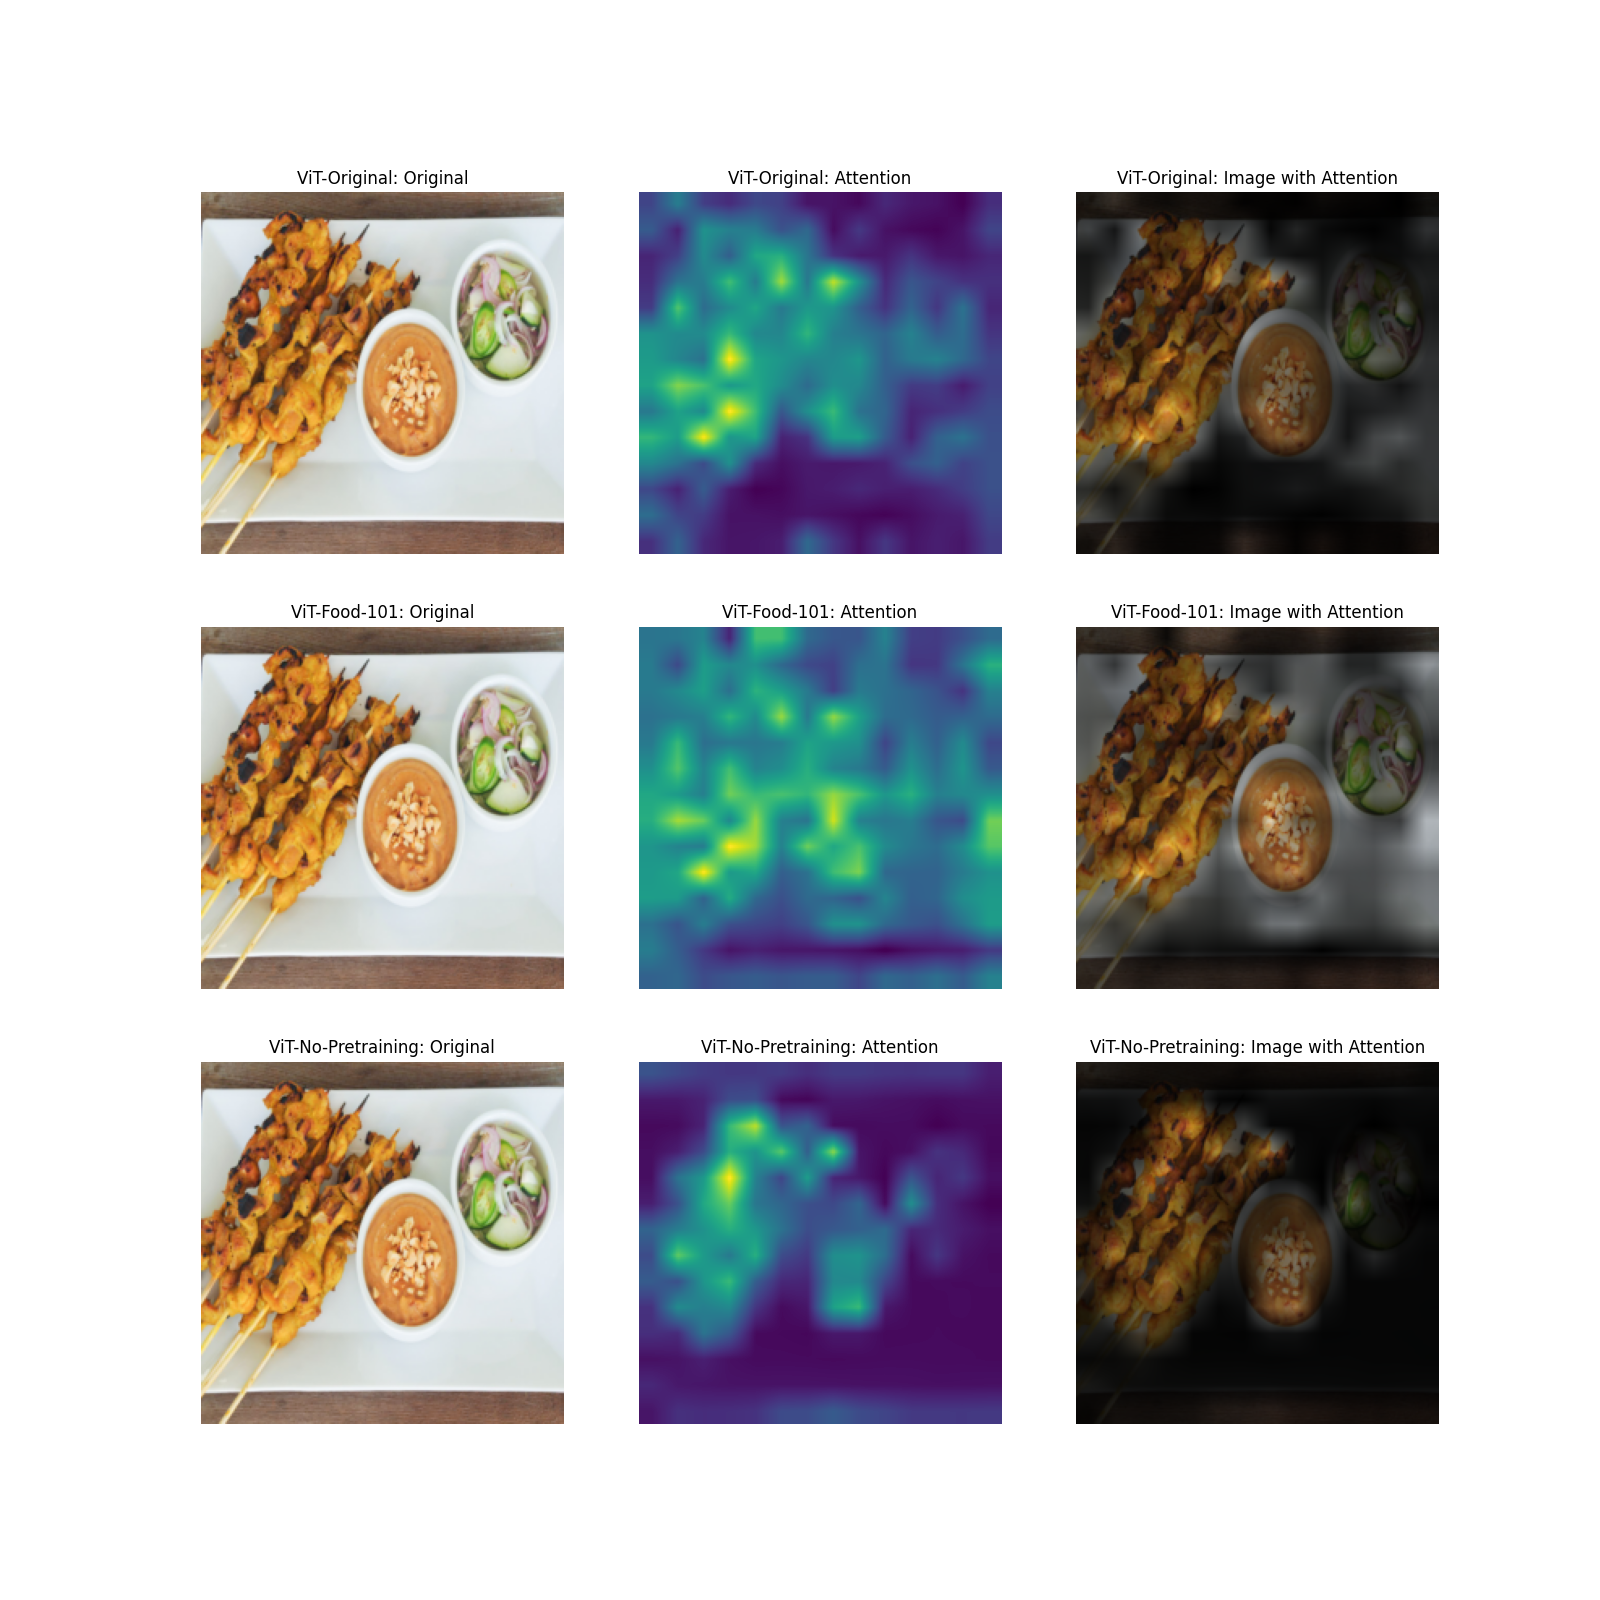 ViT-Original: Original
ViT-Original: Attention
ViT-Original: Image with Attention
ViT-Food-101: Original
ViT-Food-101: Attention
ViT-Food-101: Image with Attention
ViT-No-Pretraining: Original
ViT-No-Pretraining: Attention
ViT-No-Pretraining: Image with Attention